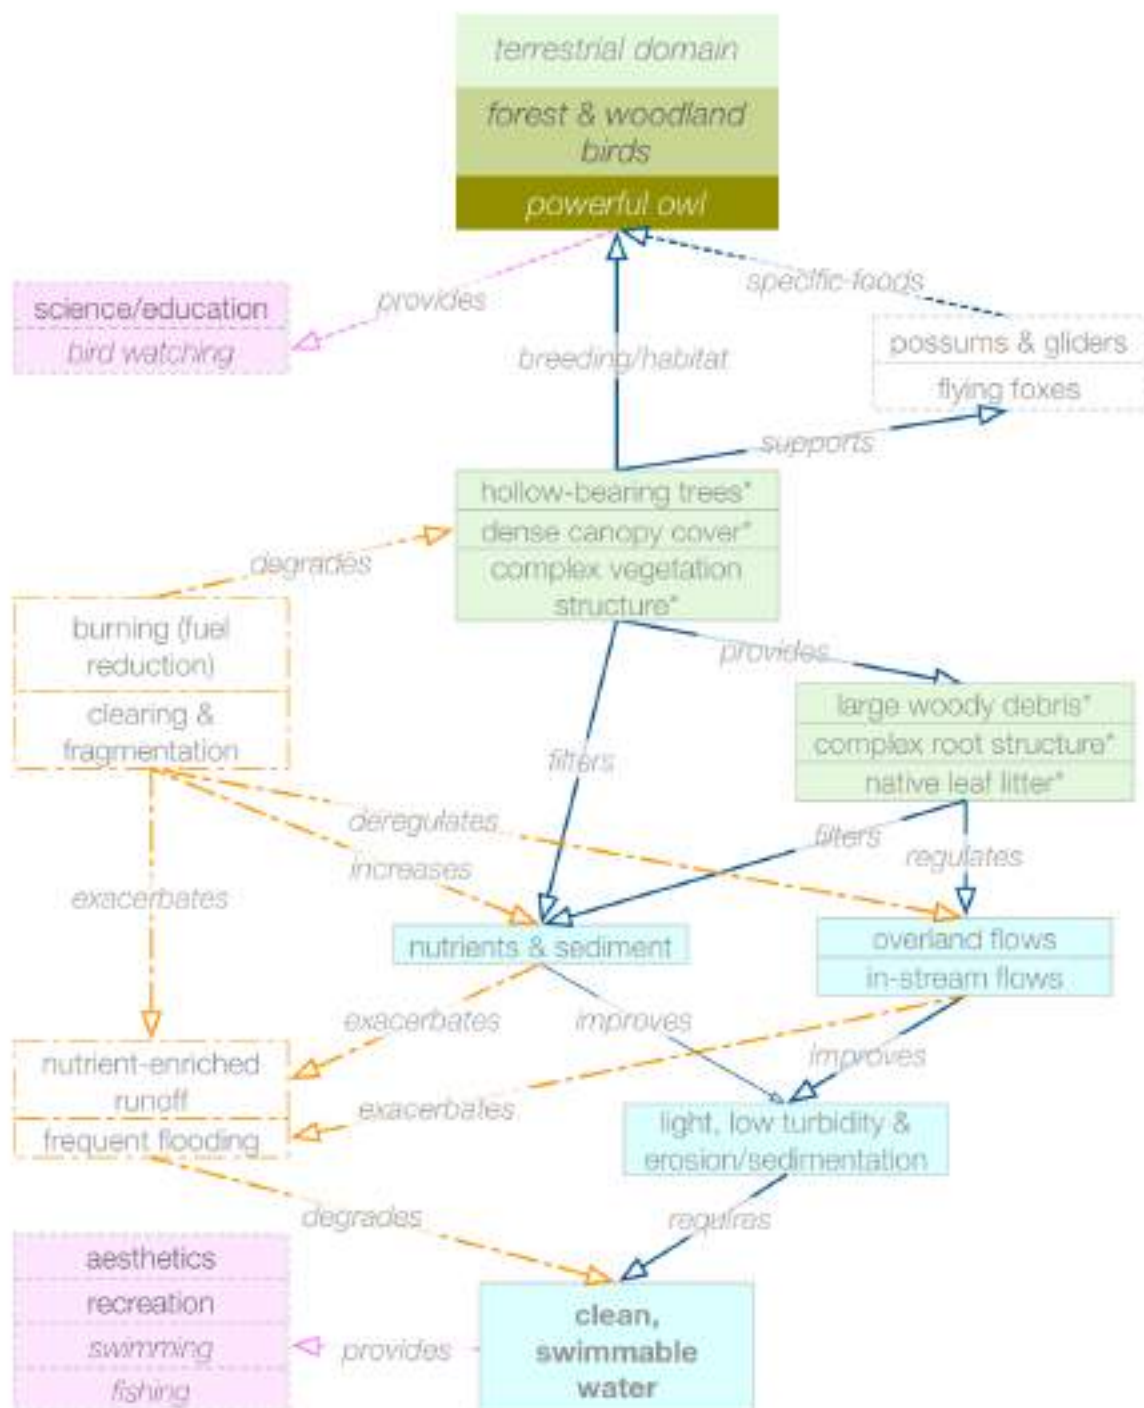 terrestrial domain
forest & woodland
birds
powerful owl
specific foods
provides
science/education
bird watching
breeding/habitat
possums & gliders
flying foxes
supports
hollow-bearing trees*
dense canopy cover*
complex vegetation
structure*
degrades
burning (fuel
reduction)
clearing &
fragmentation
provides
large woody debris*
complex root structure*
native leaf litter*
filters
deregulates
filters
regulates
increases
exacerbates
nutrients & sediment
overland flows
in-stream flows
exacerbates
improves
improves
nutrient-enriched
runoff
frequent flooding
exacerbates
light, low turbidity &
erosion/sedimentation
degrades
requires
aesthetics
recreation
swimming
fishing
provides
clean,
swimmable
water